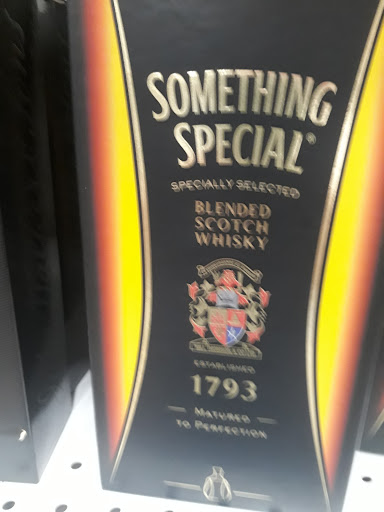 SOMETHING
SPECIAL®
SPECIALLY SELECTED
BLENDED
SCOTCH
WHISKY
ESTABLISHED
1793
MATURED
TO PERFECTION